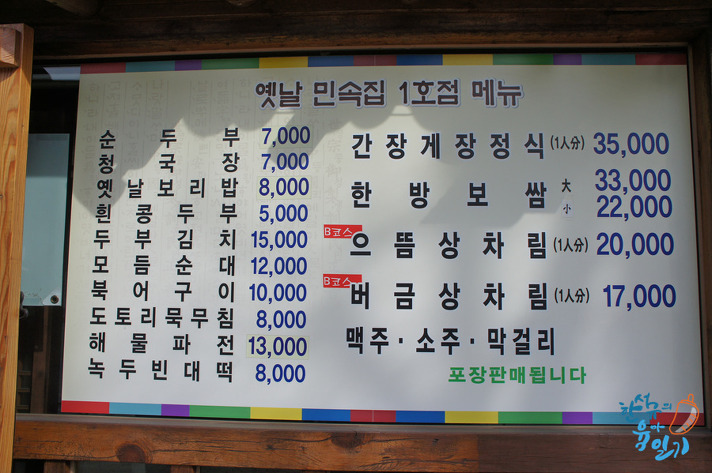 옛날 민속집 1호점 메뉴
순두부 7,000
청국장 7,000
옛날보리밥 8,000
흰콩두부 5,000
두부김치 15,000
모듬순대 12,000
북어구이 10,000
도토리묵무침 8,000
해물파전 13,000
녹두빈대떡 8,000
간장게장정식 (1人分) 35,000
한방보쌈 大 33,000
小 22,000
B코스 으뜸상차림 (1人分) 20,000
B코스 버금상차림 (1人分) 17,000
맥주·소주·막걸리
포장판매됩니다